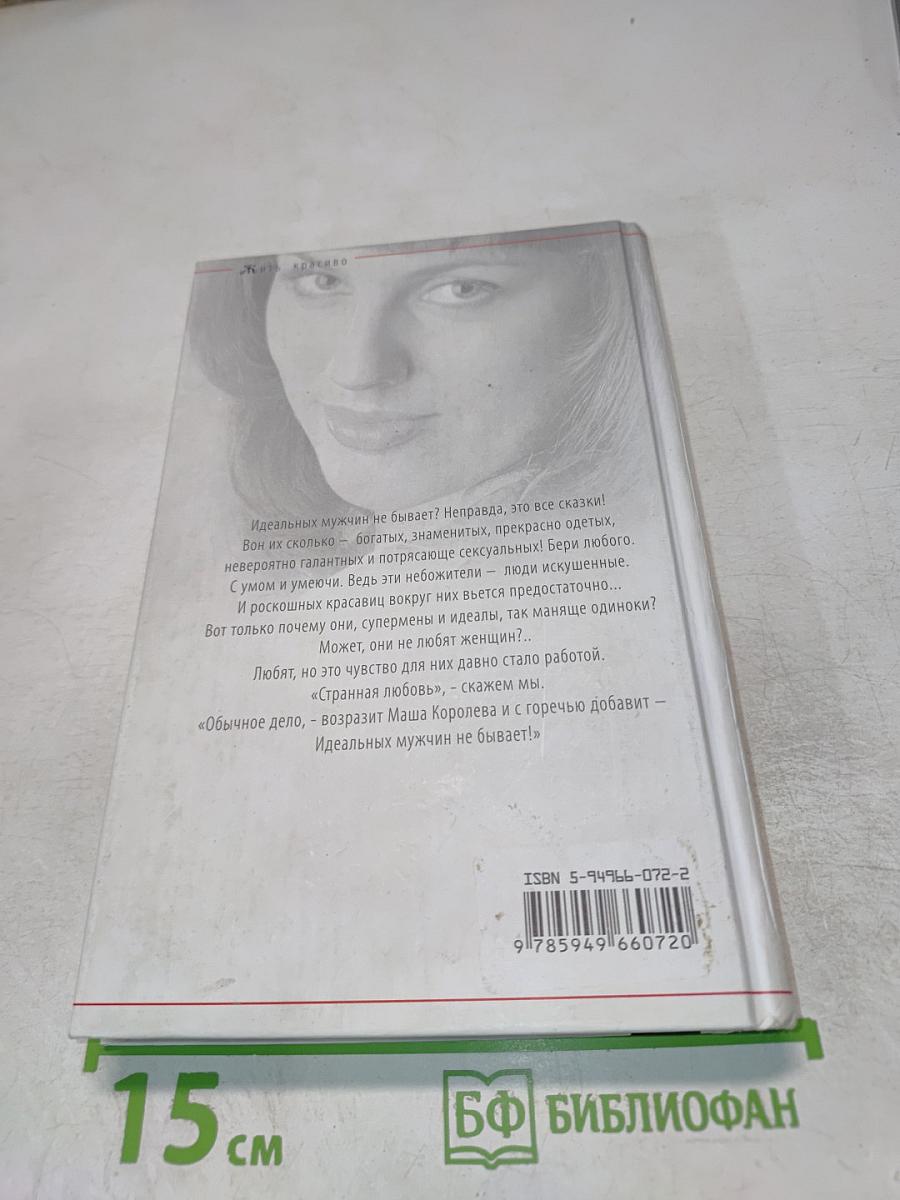 Жить красиво
Идеальных мужчин не бывает? Неправда, это все сказки!
Вон их сколько – богатых, знаменитых, прекрасно одетых,
невероятно галантных и потрясающе сексуальных! Бери любого.
С умом и умеючи. Ведь эти небожители – люди искушенные.
И роскошных красавиц вокруг них вьется предостаточно...
Вот только почему они, супермены и идеалы, так маняще одиноки?
Может, они не любят женщин?..
Любят, но это чувство для них давно стало работой.
«Странная любовь», - скажем мы.
«Обычное дело, - возразит Маша Королева и с горечью добавит –
Идеальных мужчин не бывает!»
ISBN 5-94966-072-2
9 785949 660720
15 см
БФ БИБЛИОФАН